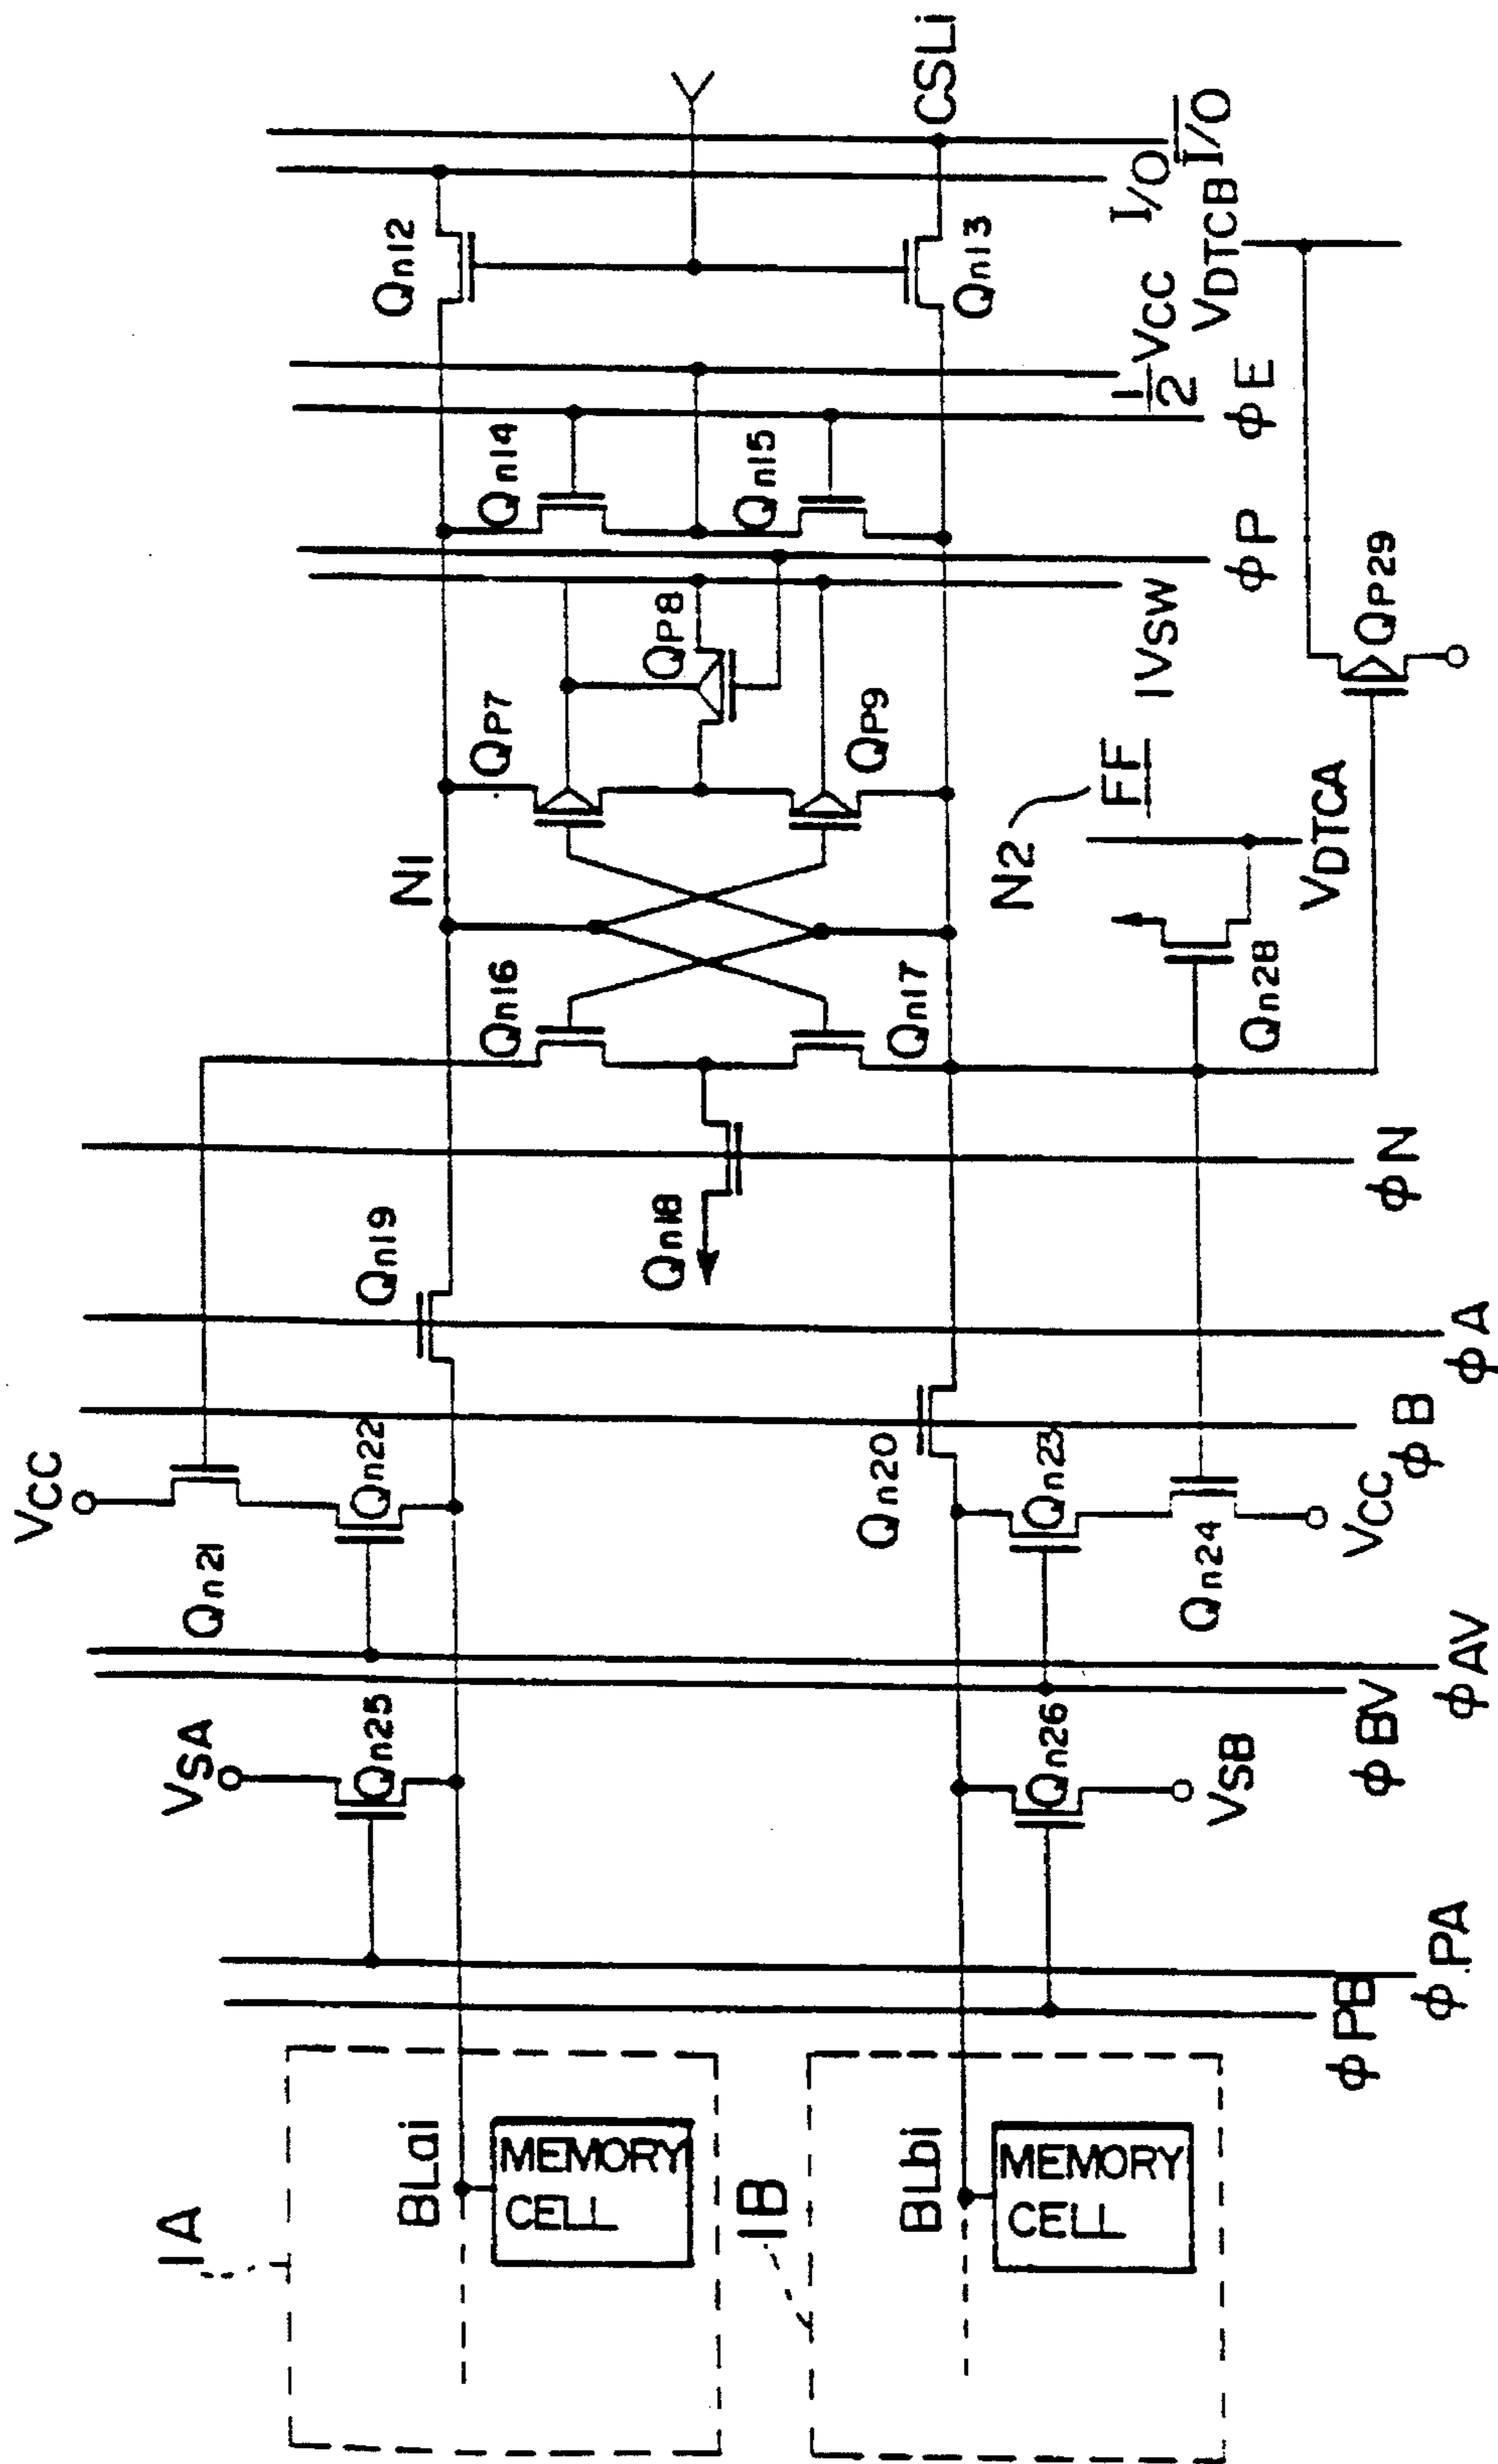 CSLi
I/O
I/O
Qn12
Qn13
VDTCB
1/2 VCC
φE
Qn14
Qn15
φP
IVSW
QP8
QP7
QP9
QP29
N1
N2
FF
VDTCA
Qn16
Qn17
Qn28
φN
Qn18
Qn19
φA
φB
VCC
Qn22
Qn20
Qn23
Qn21
Qn24
VCC
φAV
φBV
VSA
Qn25
Qn26
VSB
φPA
φPB
1A
BLai
MEMORY
CELL
1B
BLbi
MEMORY
CELL